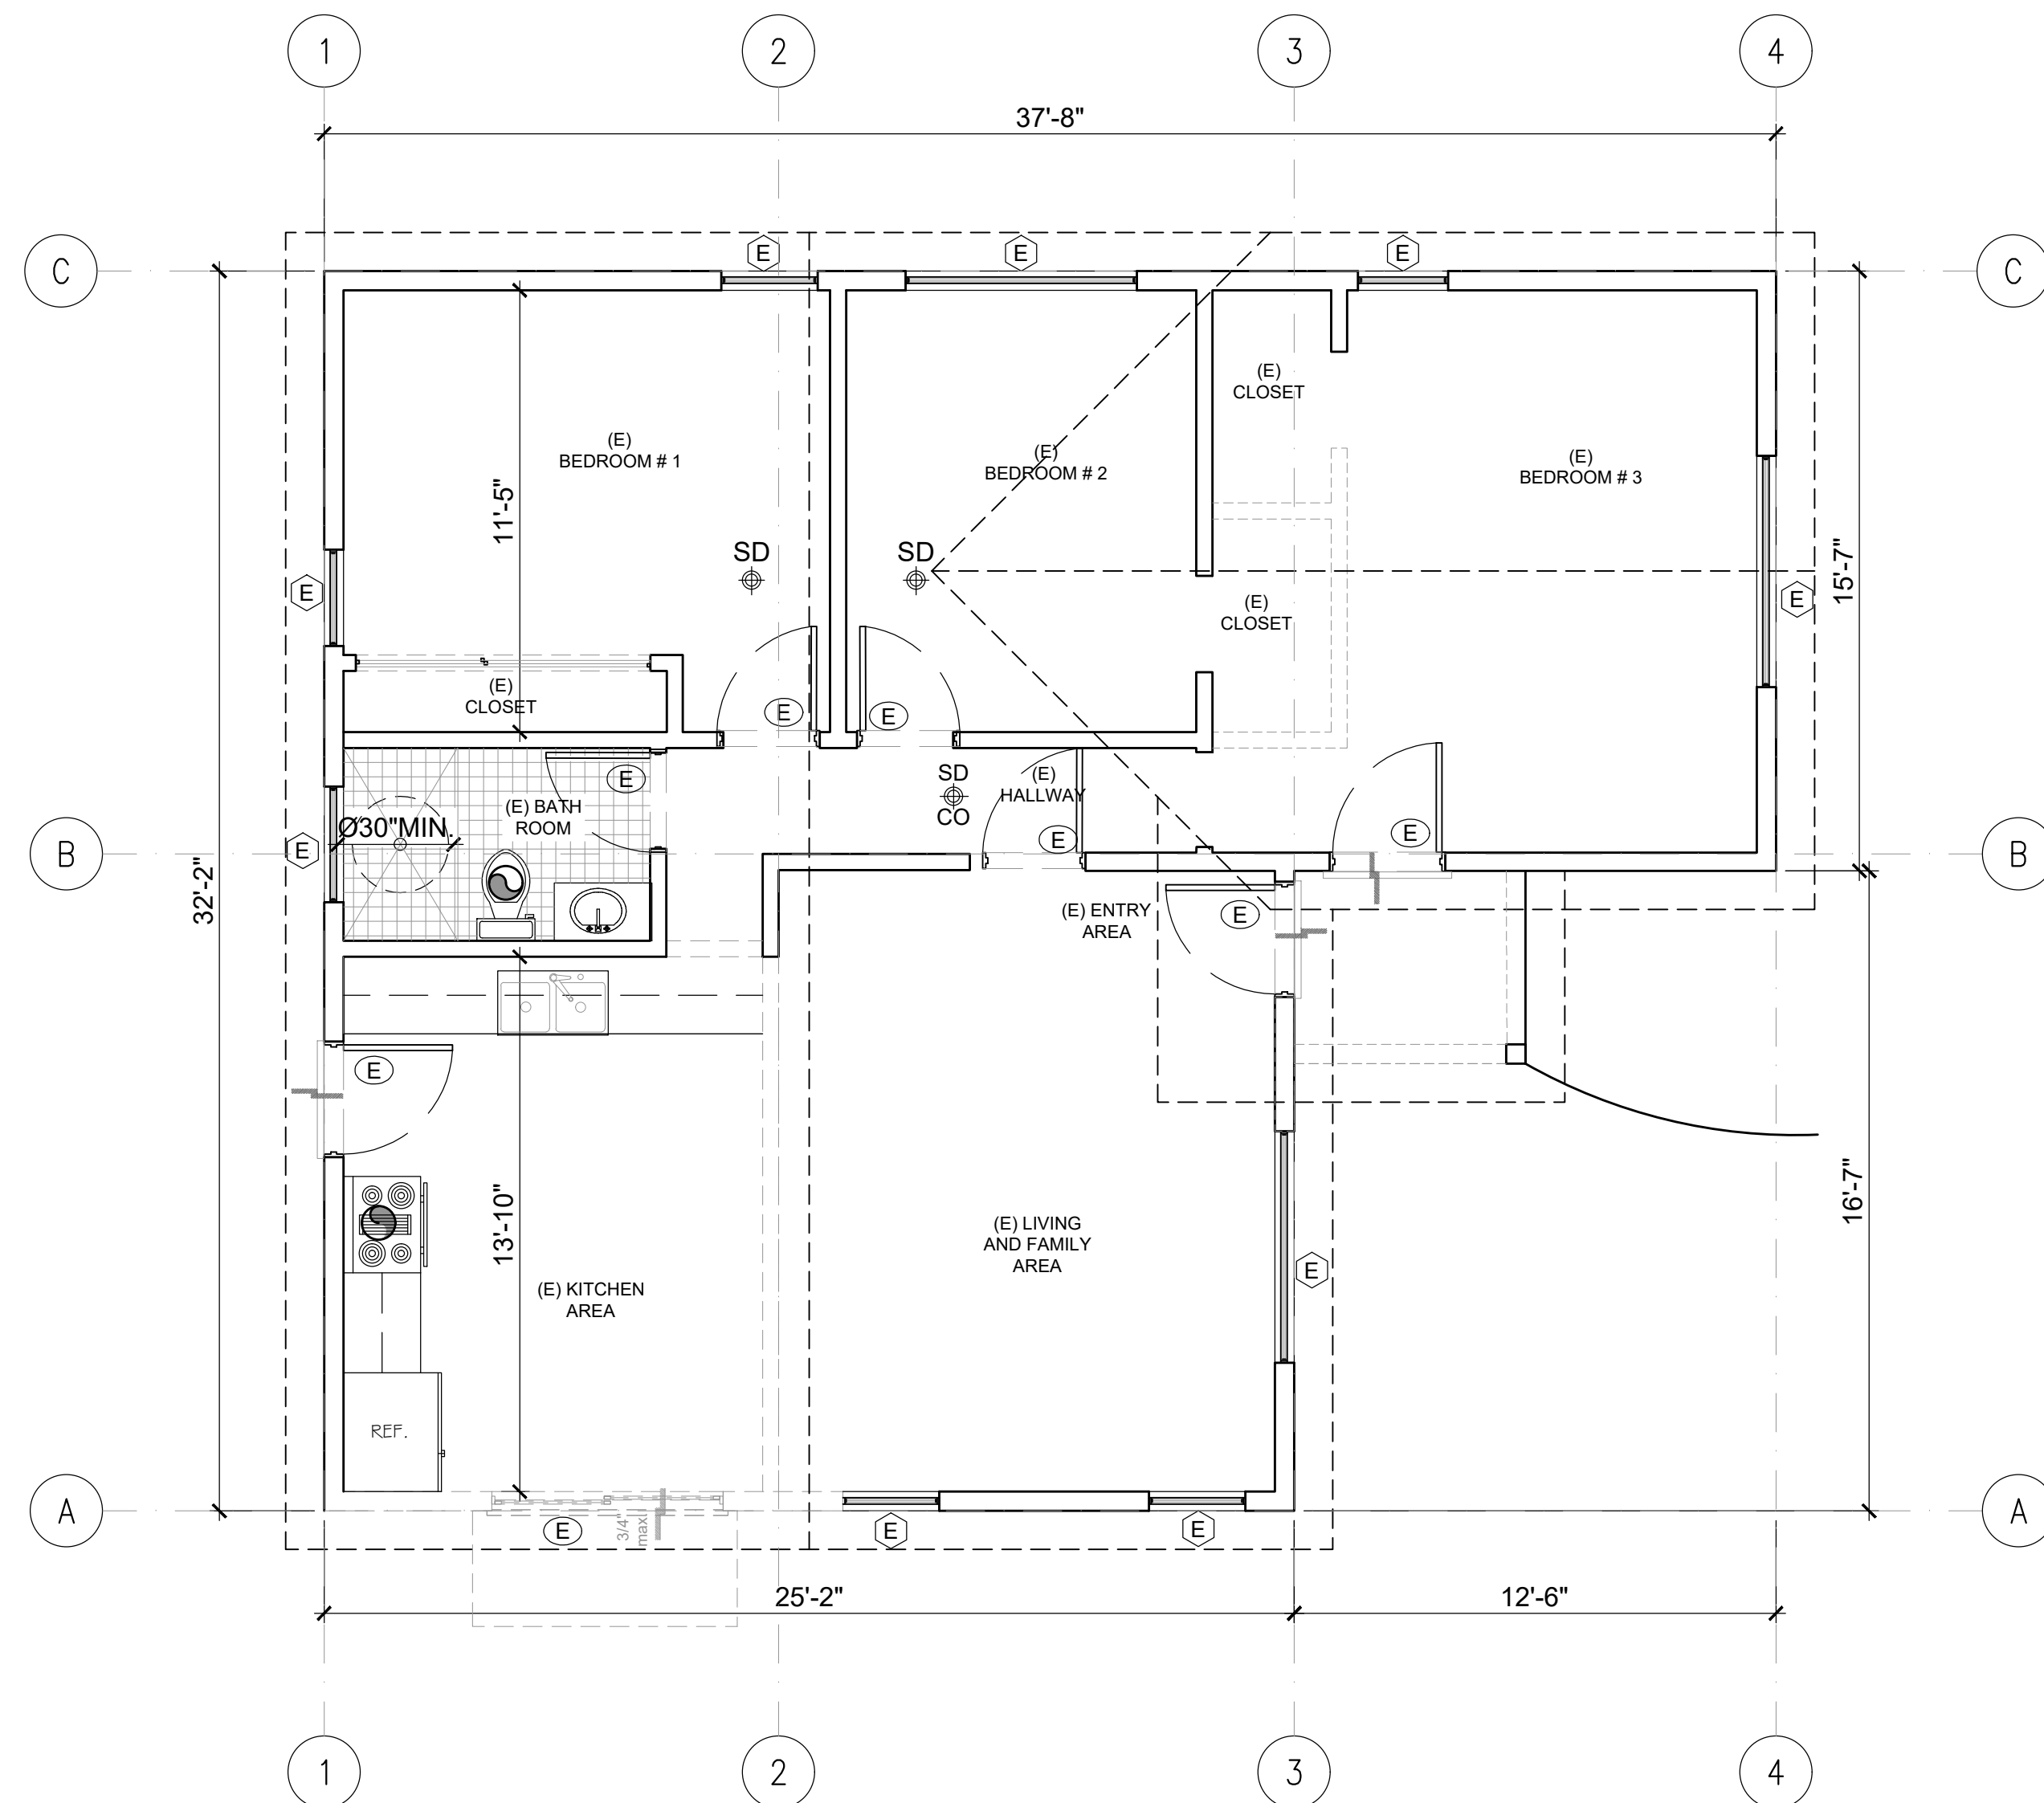 1
2
3
4
37'-8"
C
E
E
E
C
(E)
CLOSET
(E)
BEDROOM # 1
(E)
BEDROOM # 2
(E)
BEDROOM # 3
11'-5"
SD
SD
15'-7"
E
E
(E)
CLOSET
(E)
CLOSET
E
E
E
SD
CO
(E)
HALLWAY
(E) BATH
ROOM
Ø30"MIN.
E
E
E
B
B
32'-2"
(E) ENTRY
AREA
E
E
13'-10"
16'-7"
(E) LIVING
AND FAMILY
AREA
E
(E) KITCHEN
AREA
REF.
A
A
E
3/4"
max.
E
E
25'-2"
12'-6"
1
2
3
4